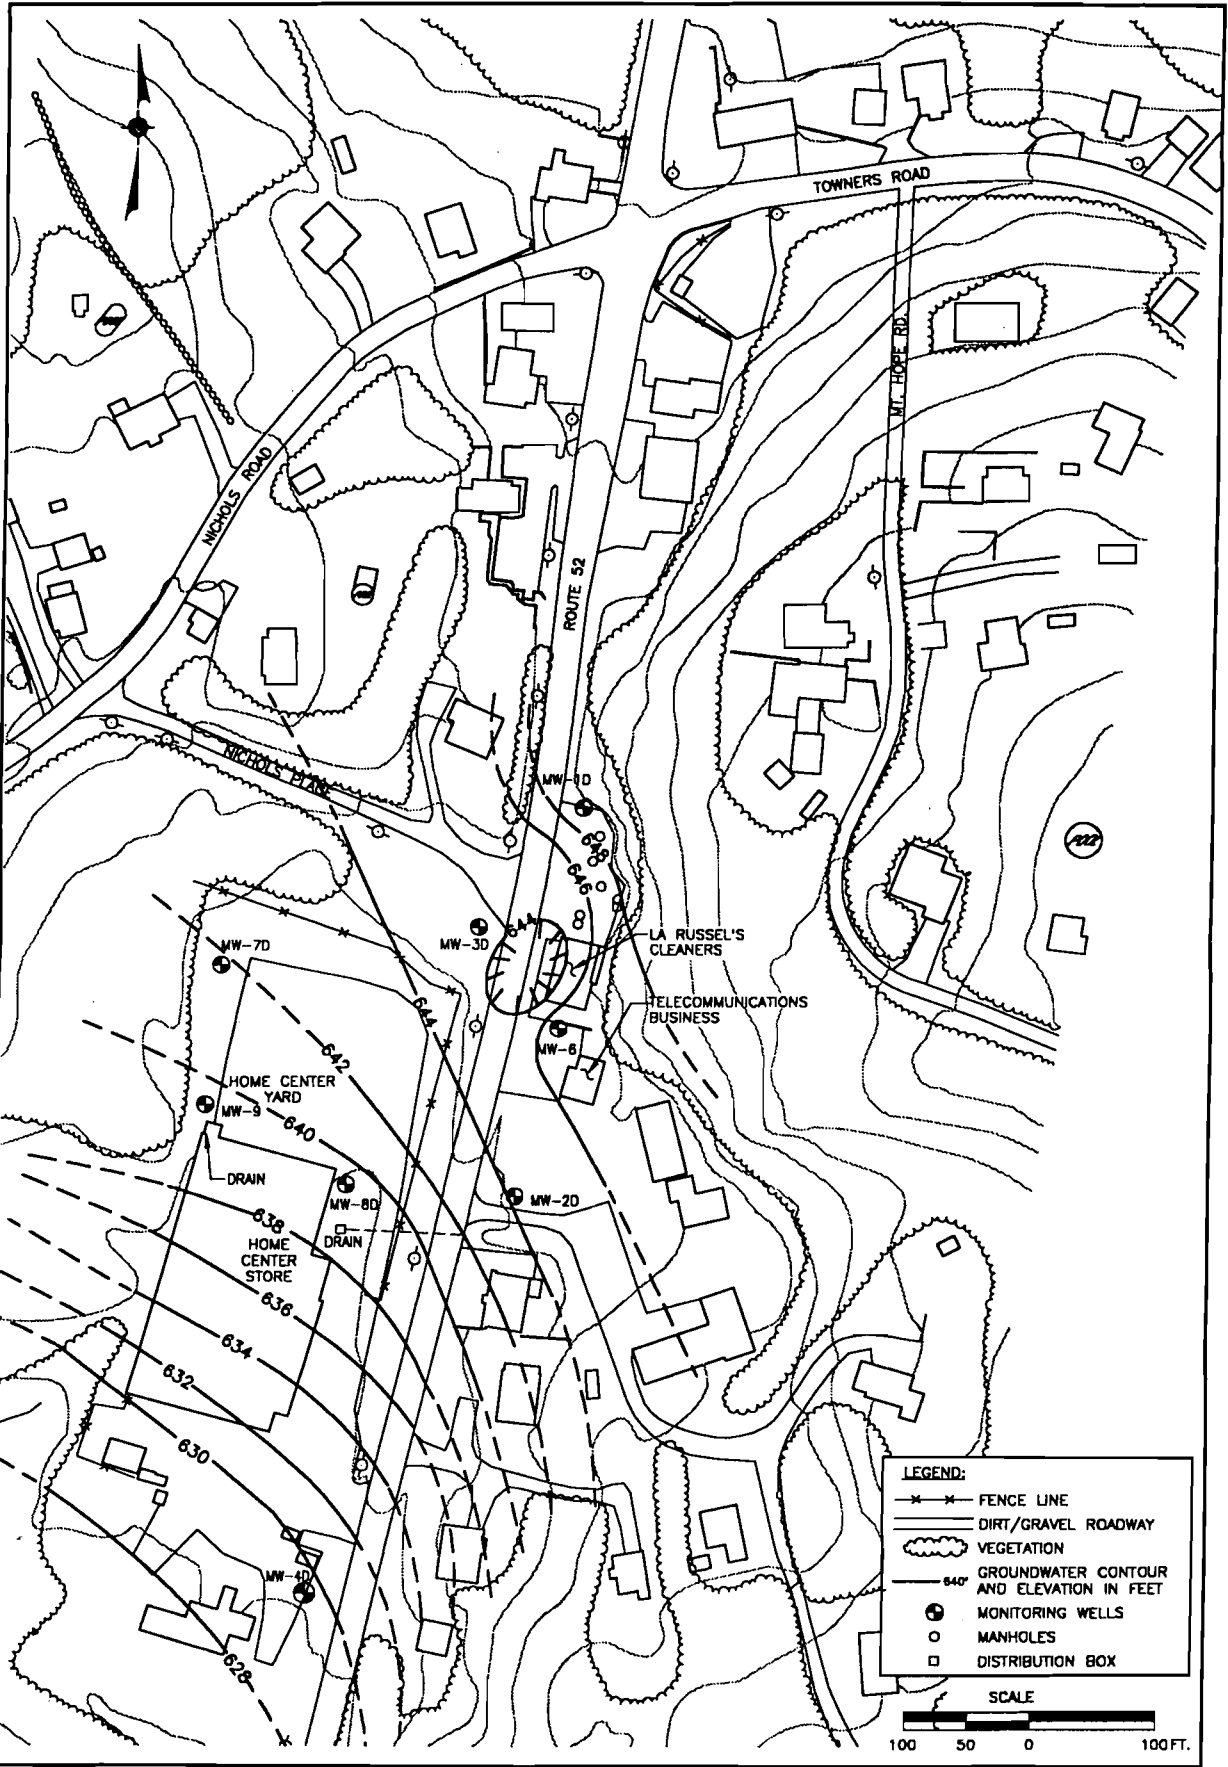 TOWNERS ROAD
MT. HOPE RD.
NICHOLS ROAD
ROUTE 52
NICHOLS PLACE
MW-1D
648
646
644
MW-3D
LA RUSSEL'S
CLEANERS
MW-7D
TELECOMMUNICATIONS
BUSINESS
644
642
MW-6
HOME CENTER
YARD
MW-9
640
DRAIN
MW-8D
MW-2D
638
DRAIN
HOME
CENTER
STORE
636
634
632
630
MW-4D
628
LEGEND:
FENCE LINE
DIRT/GRAVEL ROADWAY
VEGETATION
640
GROUNDWATER CONTOUR
AND ELEVATION IN FEET
MONITORING WELLS
MANHOLES
DISTRIBUTION BOX
SCALE
100 50 0 100 FT.